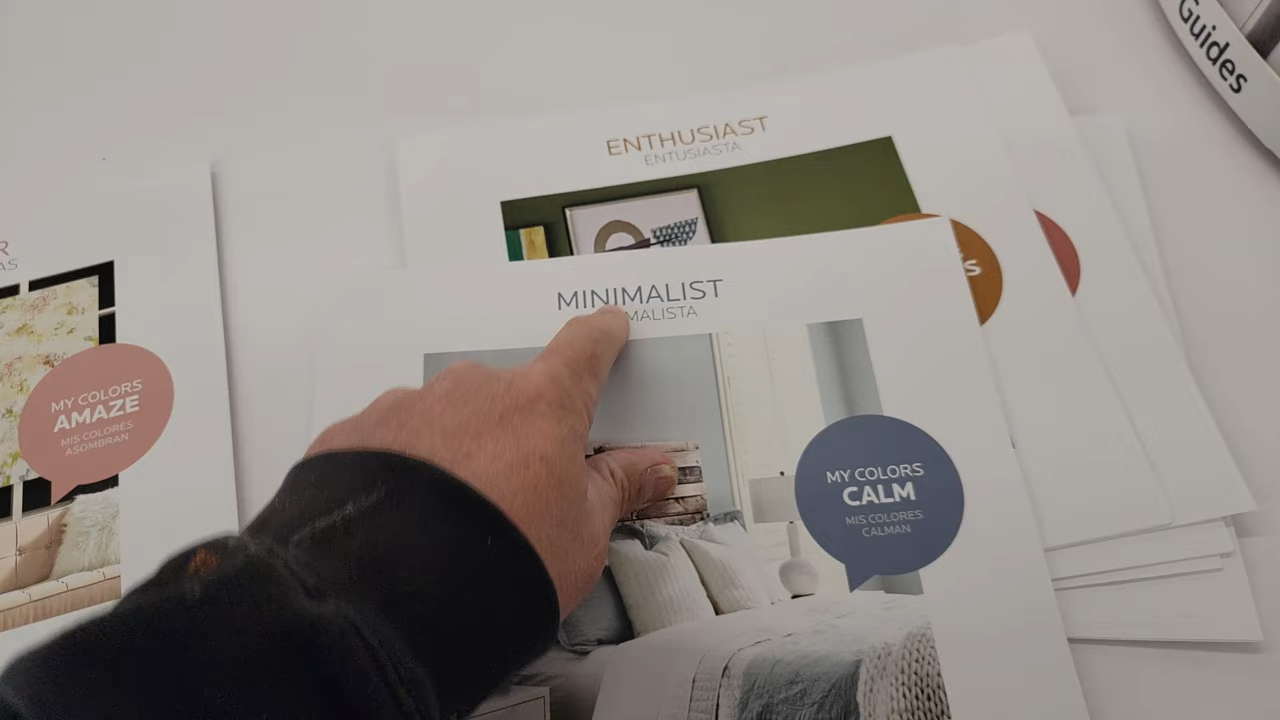 Guides
ENTHUSIAST
ENTUSIASTA
MINIMALIST
MY COLORS
AMAZE
MIS COLORES
ASOMBRAN
MY COLORS
CALM
MIS COLORES
CALMAN